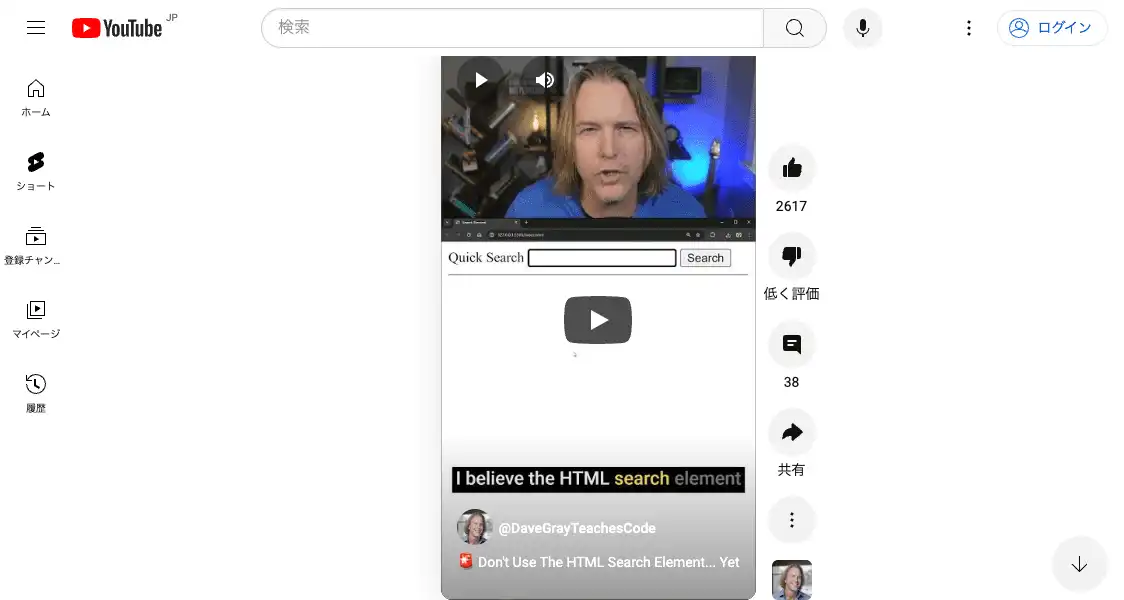 YouTube JP
検索
ログイン
ホーム
ショート
登録チャン...
マイページ
履歴
Quick Search
Search
I believe the HTML search element
@DaveGrayTeachesCode
🚨 Don't Use The HTML Search Element... Yet
2617
低く評価
38
共有